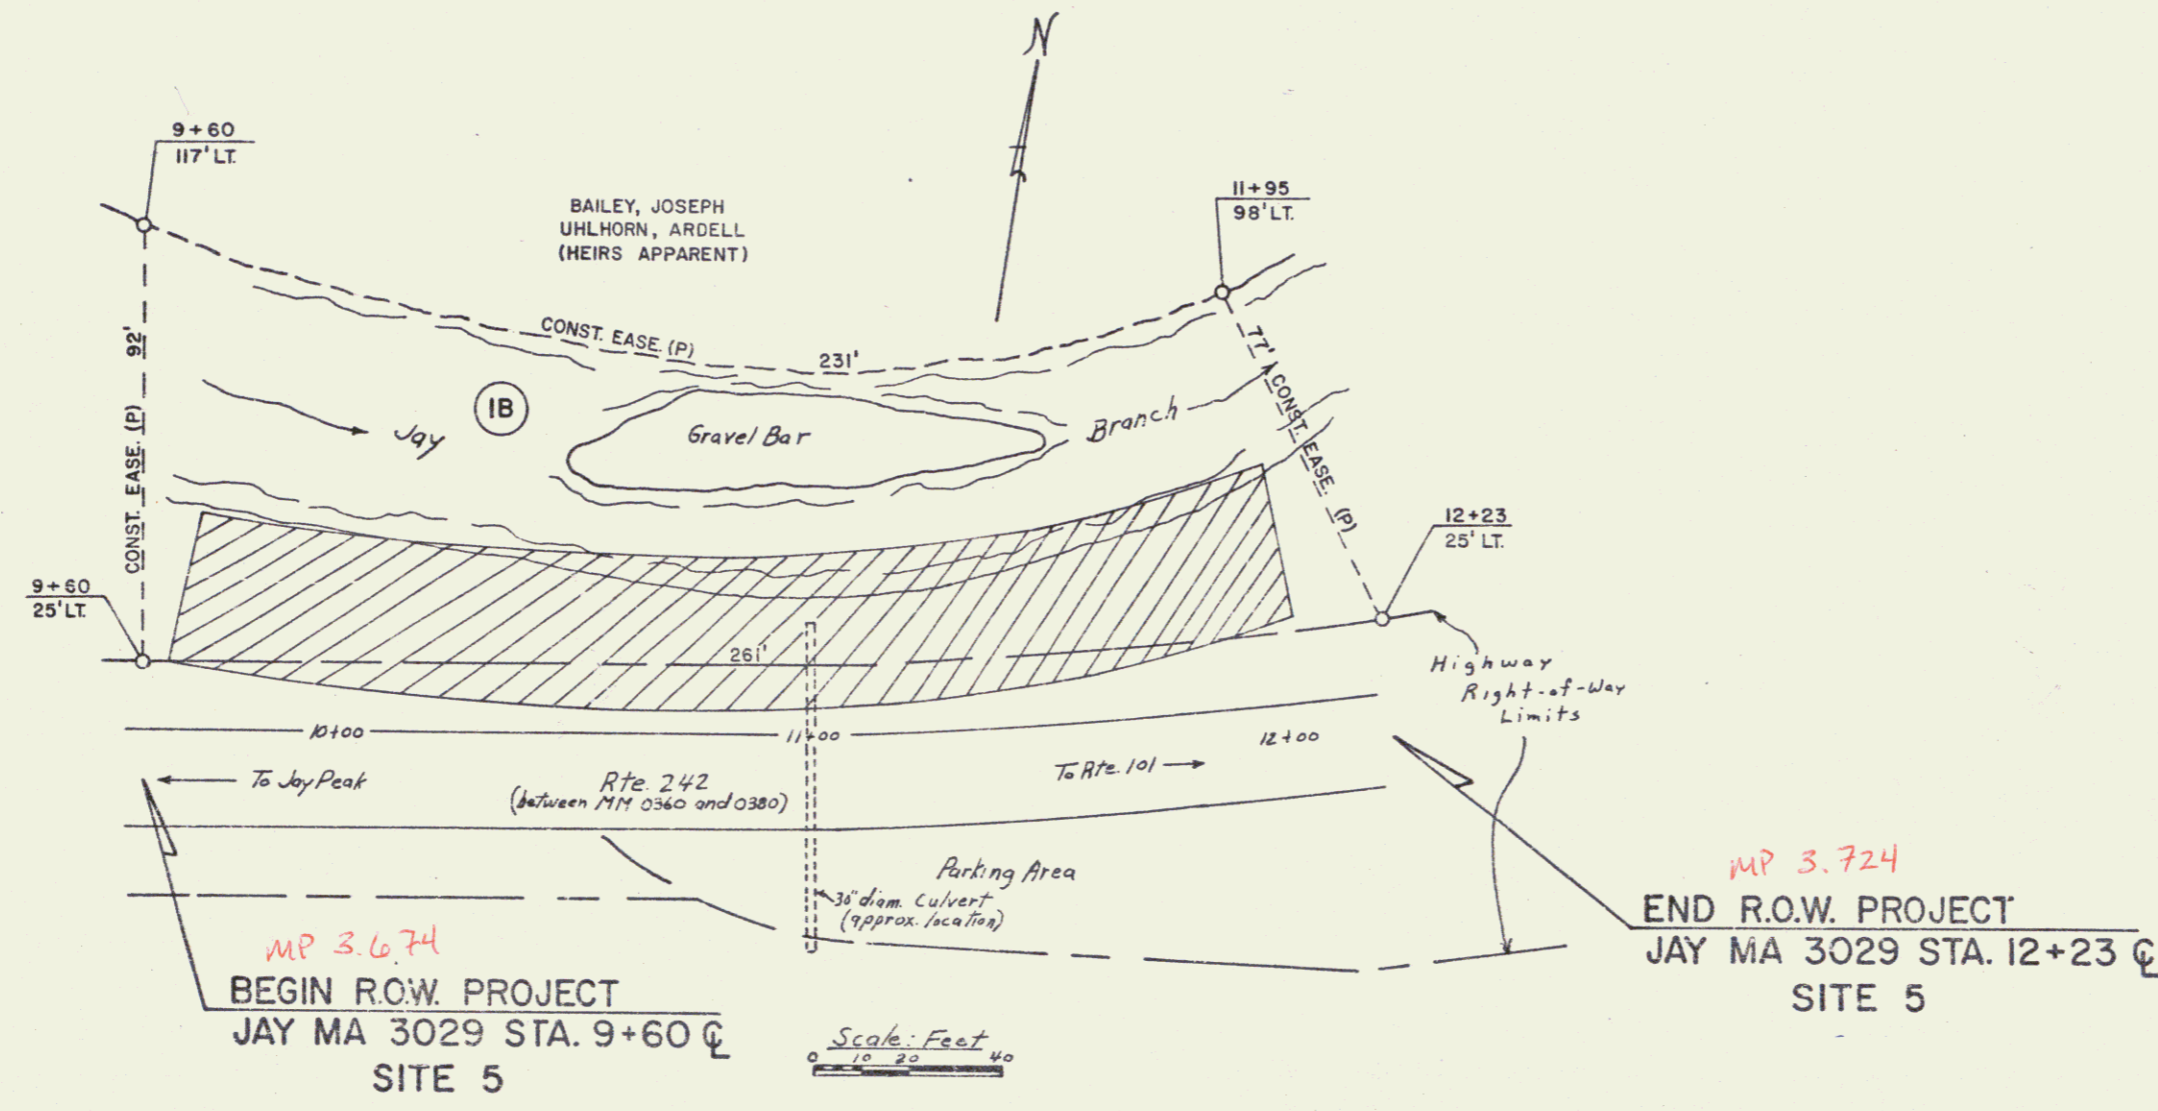 N
9+60
117' LT.
BAILEY, JOSEPH
UHLHORN, ARDELL
(HEIRS APPARENT)
11+95
98' LT.
CONST. EASE. (P) 92'
CONST. EASE. (P)
231'
77' CONST. EASE. (P)
1B
Jay
Gravel Bar
Branch
12+23
25' LT.
9+60
25' LT.
261'
Highway
Right-of-Way
Limits
10+00
11+00
12+00
To Jay Peak
Rte. 242
(between MM 0360 and 0380)
To Rte. 101
Parking Area
30" diam. Culvert
(approx. location)
MP 3.724
END R.O.W. PROJECT
JAY MA 3029 STA. 12+23 ℄
SITE 5
MP 3.674
BEGIN R.O.W. PROJECT
JAY MA 3029 STA. 9+60 ℄
SITE 5
Scale: Feet
0 10 20 40